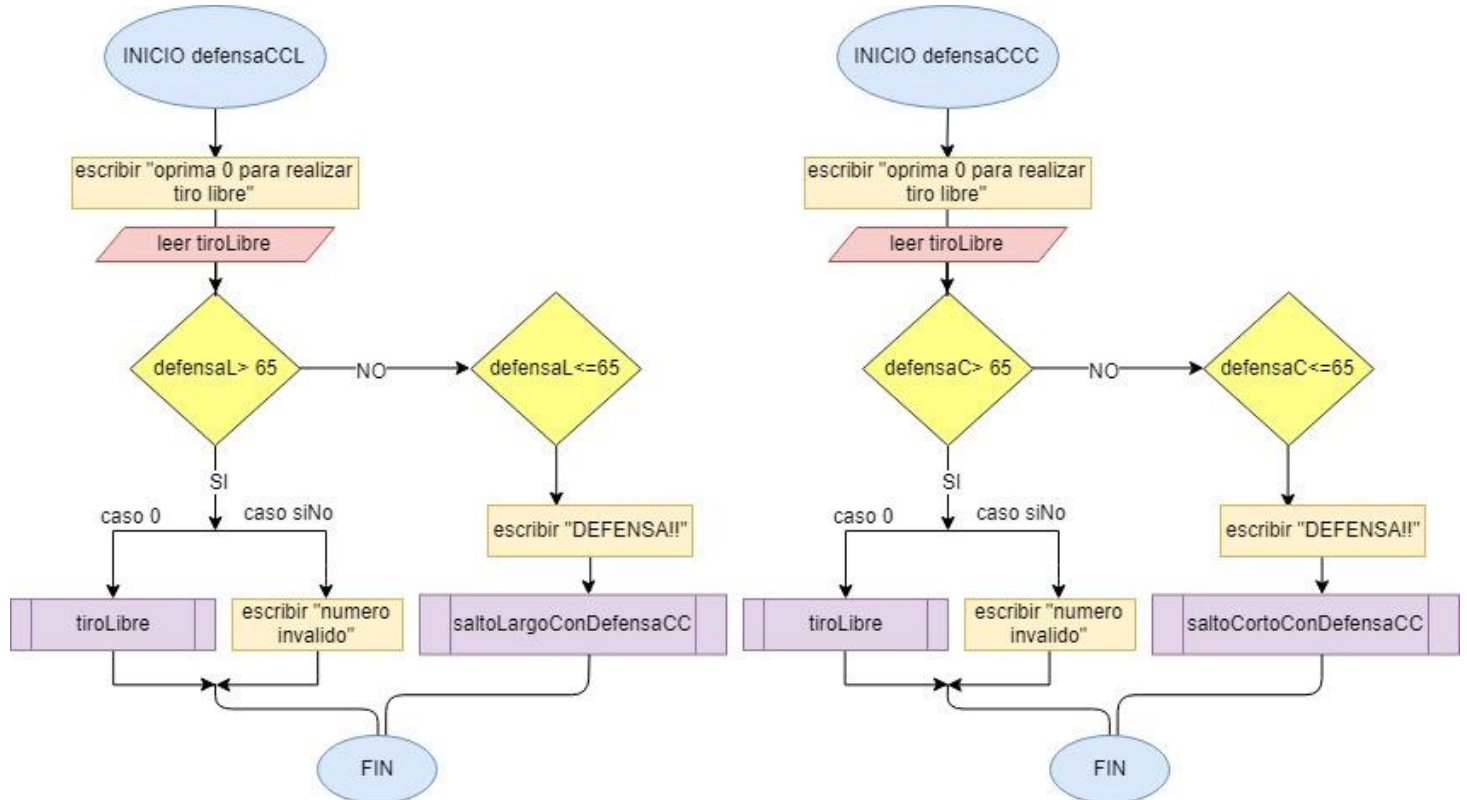 INICIO defensaCCL
escribir "oprima 0 para realizar
tiro libre"
leer tiroLibre
defensaL> 65
NO
defensaL<=65
SI
caso 0
caso siNo
escribir "DEFENSA!!"
tiroLibre
escribir "numero
invalido"
saltoLargoConDefensaCC
FIN
INICIO defensaCCC
escribir "oprima 0 para realizar
tiro libre"
leer tiroLibre
defensaC> 65
NO
defensaC<=65
SI
caso 0
caso siNo
escribir "DEFENSA!!"
tiroLibre
escribir "numero
invalido"
saltoCortoConDefensaCC
FIN